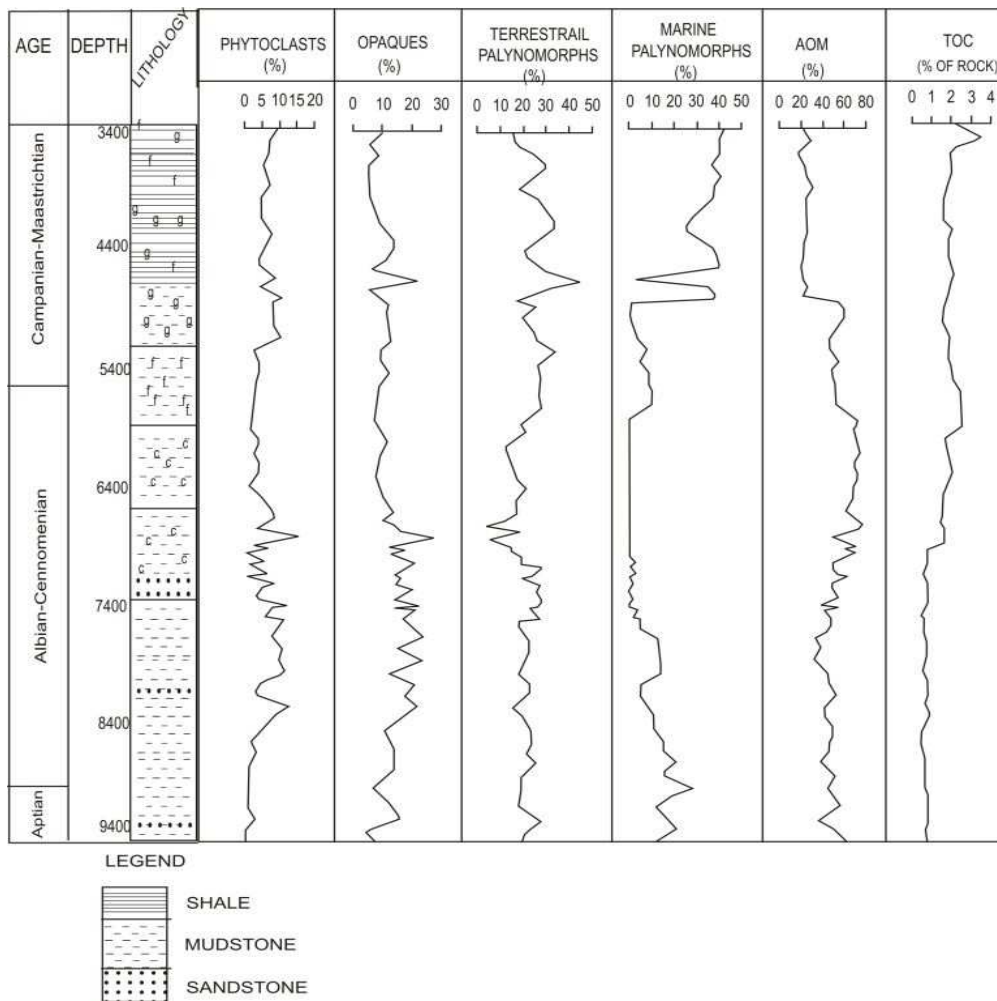 AGE
DEPTH
LITHOLOGY
PHYTOCLASTS
(%)
OPAQUES
(%)
TERRESTRAIL
PALYNOMORPHS
(%)
MARINE
PALYNOMORPHS
(%)
AOM
(%)
TOC
(% OF ROCK)
0 5 10 15 20
0 10 20 30
0 10 20 30 40 50
0 10 20 30 40 50
0 20 40 60 80
0 1 2 3 4
3400
4400
5400
6400
7400
8400
9400
Campanian-Maastrichtian
Albian-Cennomenian
Aptian
f
g
f
f
g
g g
g
f
g
g
g g
g
f f
f
f
f f
f
c
c
c
c c
c
c
c
c
LEGEND
SHALE
MUDSTONE
SANDSTONE